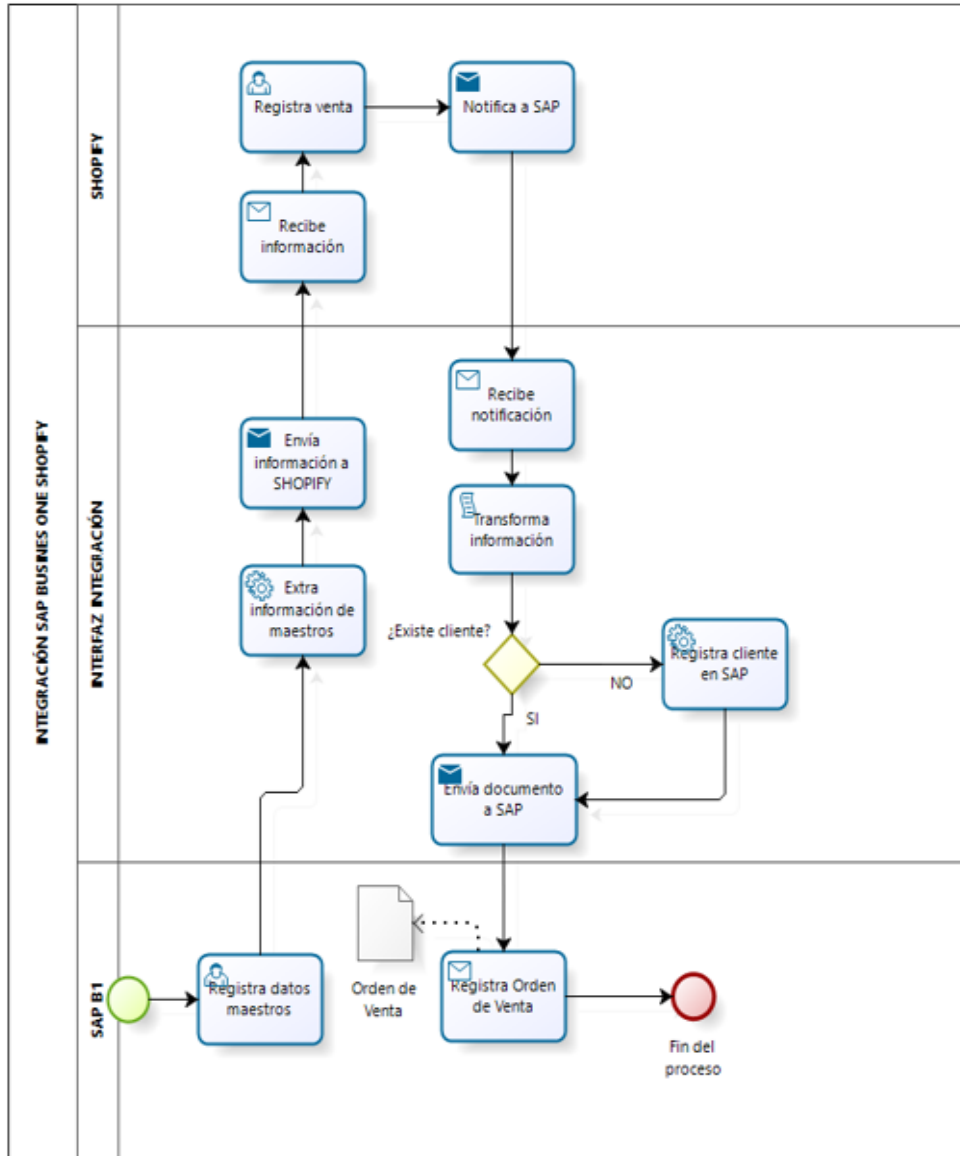 INTEGRACIÓN SAP BUSINES ONE SHOPIFY
SHOPIFY
Registra venta
Notifica a SAP
Recibe
información
INTERFAZ INTEGRACIÓN
Envía
información a
SHOPIFY
Extra
información de
maestros
Recibe
notificación
Transforma
información
¿Existe cliente?
NO
SI
Registra cliente
en SAP
Envía documento
a SAP
SAP B1
Registra datos
maestros
Orden de
Venta
Registra Orden
de Venta
Fin del
proceso